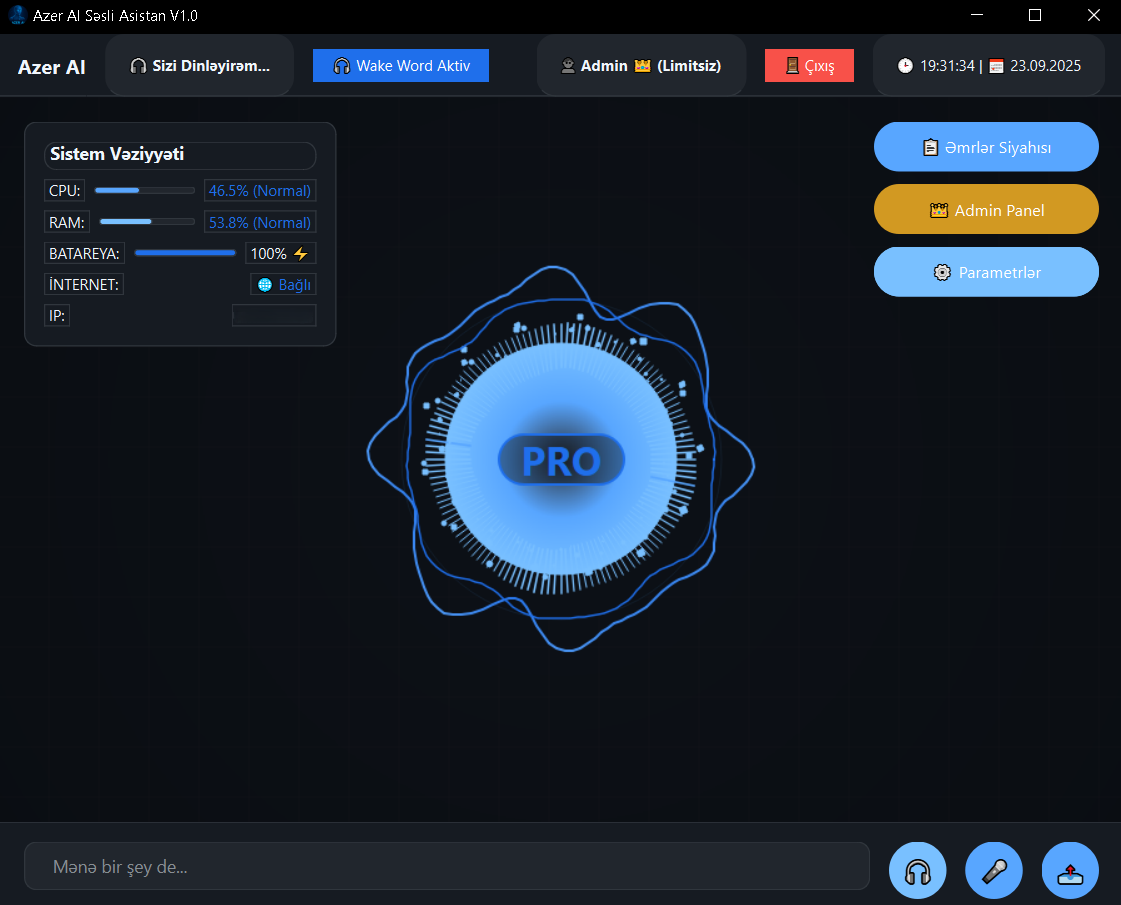 Azer AI Səsli Asistan V1.0
Azer AI
🎧 Sizi Dinləyirəm...
🎧 Wake Word Aktiv
Admin 👑 (Limitsiz)
🚪 Çıxış
🕒 19:31:34 | 📅 23.09.2025
Sistem Vəziyyəti
CPU: 46.5% (Normal)
RAM: 53.8% (Normal)
BATAREYA: 100% ⚡
İNTERNET: 🌐 Bağlı
IP:
📋 Əmrlər Siyahısı
👑 Admin Panel
⚙️ Parametrlər
PRO
Mənə bir şey de...